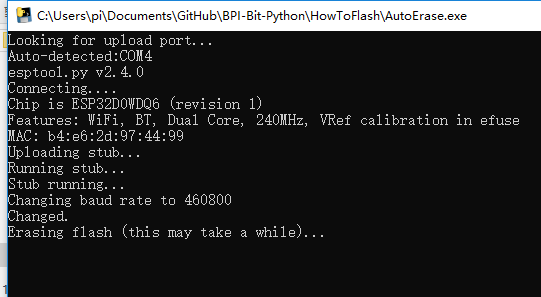 C:\Users\pi\Documents\GitHub\BPI-Bit-Python\HowToFlash\AutoErase.exe
Looking for upload port...
Auto-detected:COM4
esptool.py v2.4.0
Connecting....
Chip is ESP32D0WDQ6 (revision 1)
Features: WiFi, BT, Dual Core, 240MHz, VRef calibration in efuse
MAC: b4:e6:2d:97:44:99
Uploading stub...
Running stub...
Stub running...
Changing baud rate to 460800
Changed.
Erasing flash (this may take a while)...